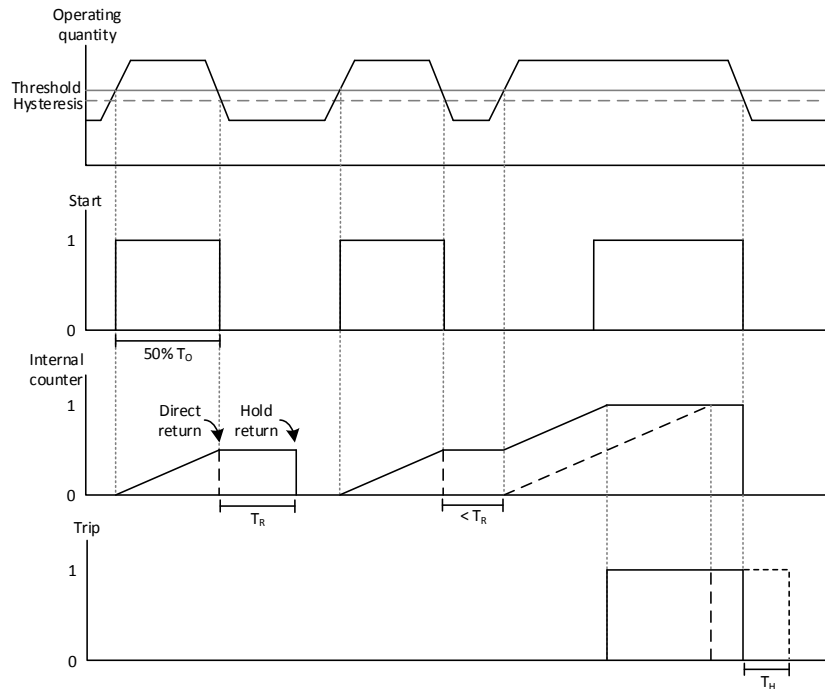 Operating
quantity
Threshold
Hysteresis
Start
1
0
50% TO
Internal
counter
1
Direct
return
Hold
return
0
TR
< TR
Trip
1
0
TH